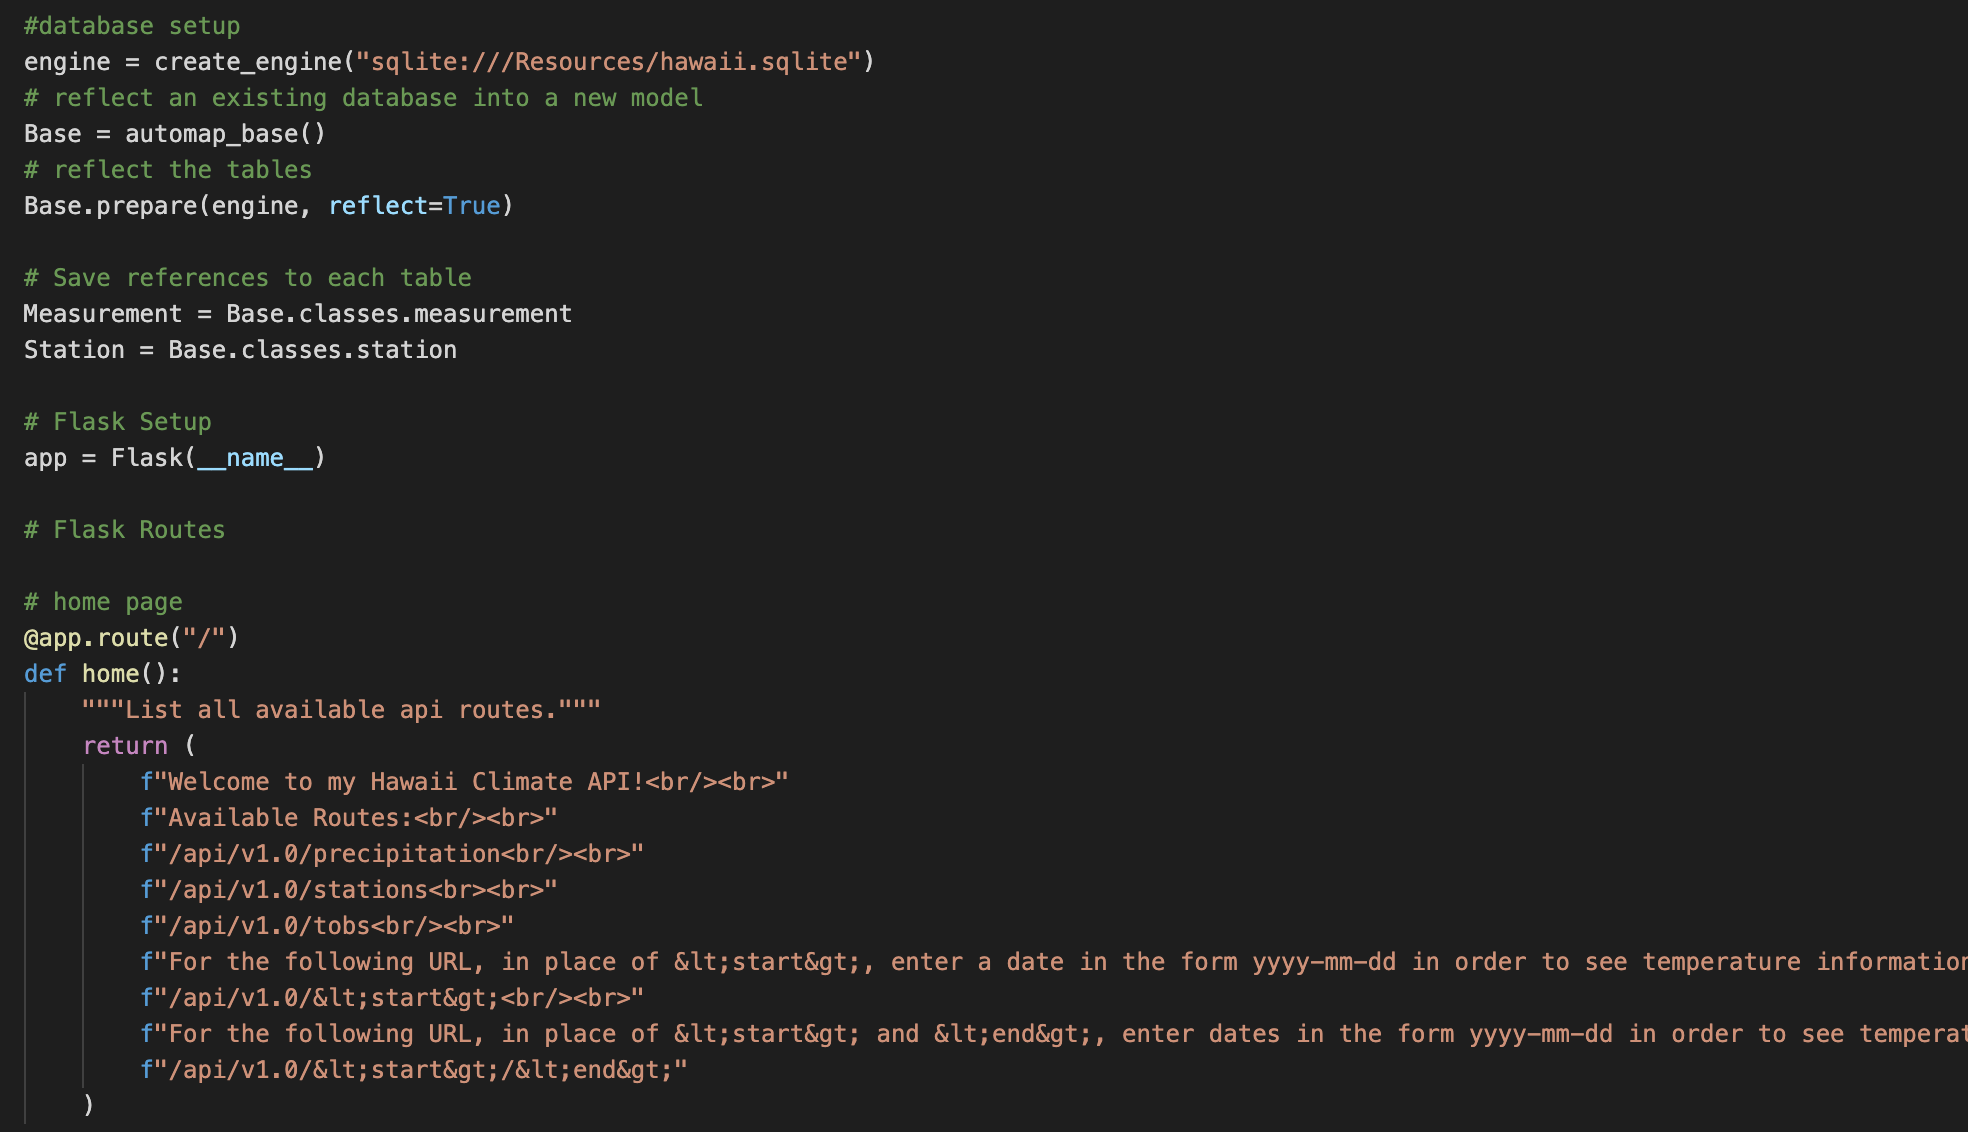 #database setup
engine = create_engine("sqlite:///Resources/hawaii.sqlite")
# reflect an existing database into a new model
Base = automap_base()
# reflect the tables
Base.prepare(engine, reflect=True)

# Save references to each table
Measurement = Base.classes.measurement
Station = Base.classes.station

# Flask Setup
app = Flask(__name__)

# Flask Routes

# home page
@app.route("/")
def home():
    """List all available api routes."""
    return (
        f"Welcome to my Hawaii Climate API!<br/><br>"
        f"Available Routes:<br/><br>"
        f"/api/v1.0/precipitation<br/><br>"
        f"/api/v1.0/stations<br><br>"
        f"/api/v1.0/tobs<br/><br>"
        f"For the following URL, in place of &lt;start&gt;, enter a date in the form yyyy-mm-dd in order to see temperature information
        f"/api/v1.0/&lt;start&gt;<br/><br>"
        f"For the following URL, in place of &lt;start&gt; and &lt;end&gt;, enter dates in the form yyyy-mm-dd in order to see temperat
        f"/api/v1.0/&lt;start&gt;/&lt;end&gt;"
    )